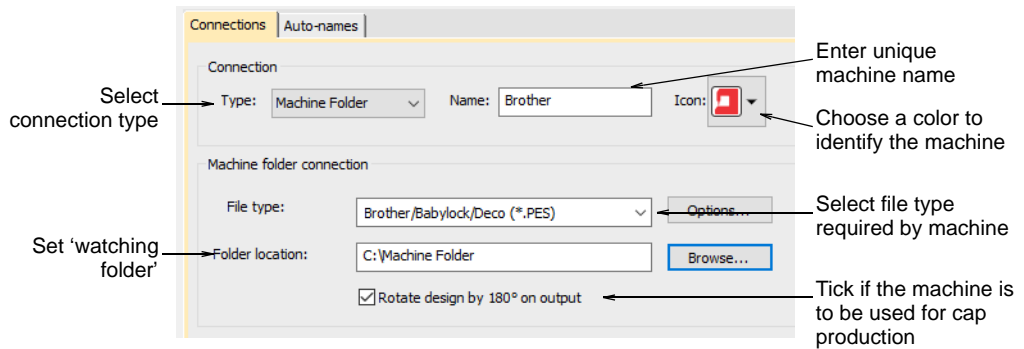 Connections Auto-names
Connection
Type: Machine Folder Name: Brother Icon:
Machine folder connection
File type: Brother/Babylock/Deco (*.PES) Options...
Folder location: C:\Machine Folder Browse...
Rotate design by 180° on output
Select
connection type
Set ‘watching
folder’
Enter unique
machine name
Choose a color to
identify the machine
Select file type
required by machine
Tick if the machine is
to be used for cap
production